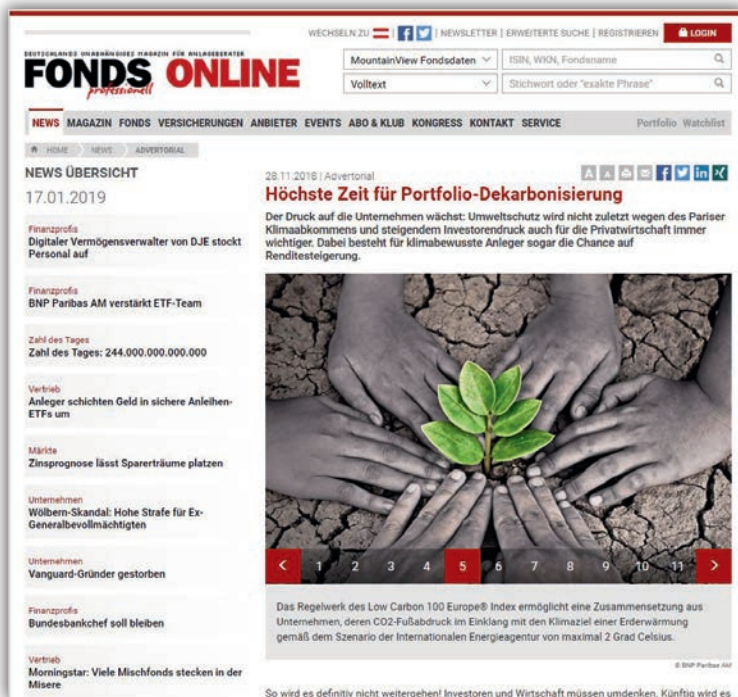 WECHSELN ZU | NEWSLETTER | ERWEITERTE SUCHE | REGISTRIEREN LOGIN
DEUTSCHLANDS UNABHÄNGIGES MAGAZIN FÜR ANLAGEBERATER
FONDS ONLINE
professionell
MountainView Fondsdaten
ISIN, WKN, Fondsname
Volltext
Stichwort oder "exakte Phrase"
NEWS MAGAZIN FONDS VERSICHERUNGEN ANBIETER EVENTS ABO & KLUB KONGRESS KONTAKT SERVICE Portfolio Watchlist
HOME NEWS ADVERTORIAL
NEWS ÜBERSICHT
17.01.2019
Finanzprofis
Digitaler Vermögensverwalter von DJE stockt
Personal auf
Finanzprofis
BNP Paribas AM verstärkt ETF-Team
Zahl des Tages
Zahl des Tages: 244.000.000.000.000
Vertrieb
Anleger schichten Geld in sichere Anleihen-
ETFs um
Märkte
Zinsprognose lässt Sparerträume platzen
Unternehmen
Wölbern-Skandal: Hohe Strafe für Ex-
Generalbevollmächtigten
Unternehmen
Vanguard-Gründer gestorben
Finanzprofis
Bundesbankchef soll bleiben
Vertrieb
Morningstar: Viele Mischfonds stecken in der
Misere
28.11.2018 | Advertorial
A A
Höchste Zeit für Portfolio-Dekarbonisierung
Der Druck auf die Unternehmen wächst: Umweltschutz wird nicht zuletzt wegen des Pariser
Klimaabkommens und steigendem Investorendruck auch für die Privatwirtschaft immer
wichtiger. Dabei besteht für klimabewusste Anleger sogar die Chance auf
Renditesteigerung.
< 1 2 3 4 5 6 7 8 9 10 11 >
Das Regelwerk des Low Carbon 100 Europe® Index ermöglicht eine Zusammensetzung aus
Unternehmen, deren CO2-Fußabdruck im Einklang mit den Klimaziel einer Erderwärmung
gemäß dem Szenario der Internationalen Energieagentur von maximal 2 Grad Celsius.
© BNP Paribas AM
So wird es definitiv nicht weitergehen! Investoren und Wirtschaft müssen umdenken. Künftig wird es